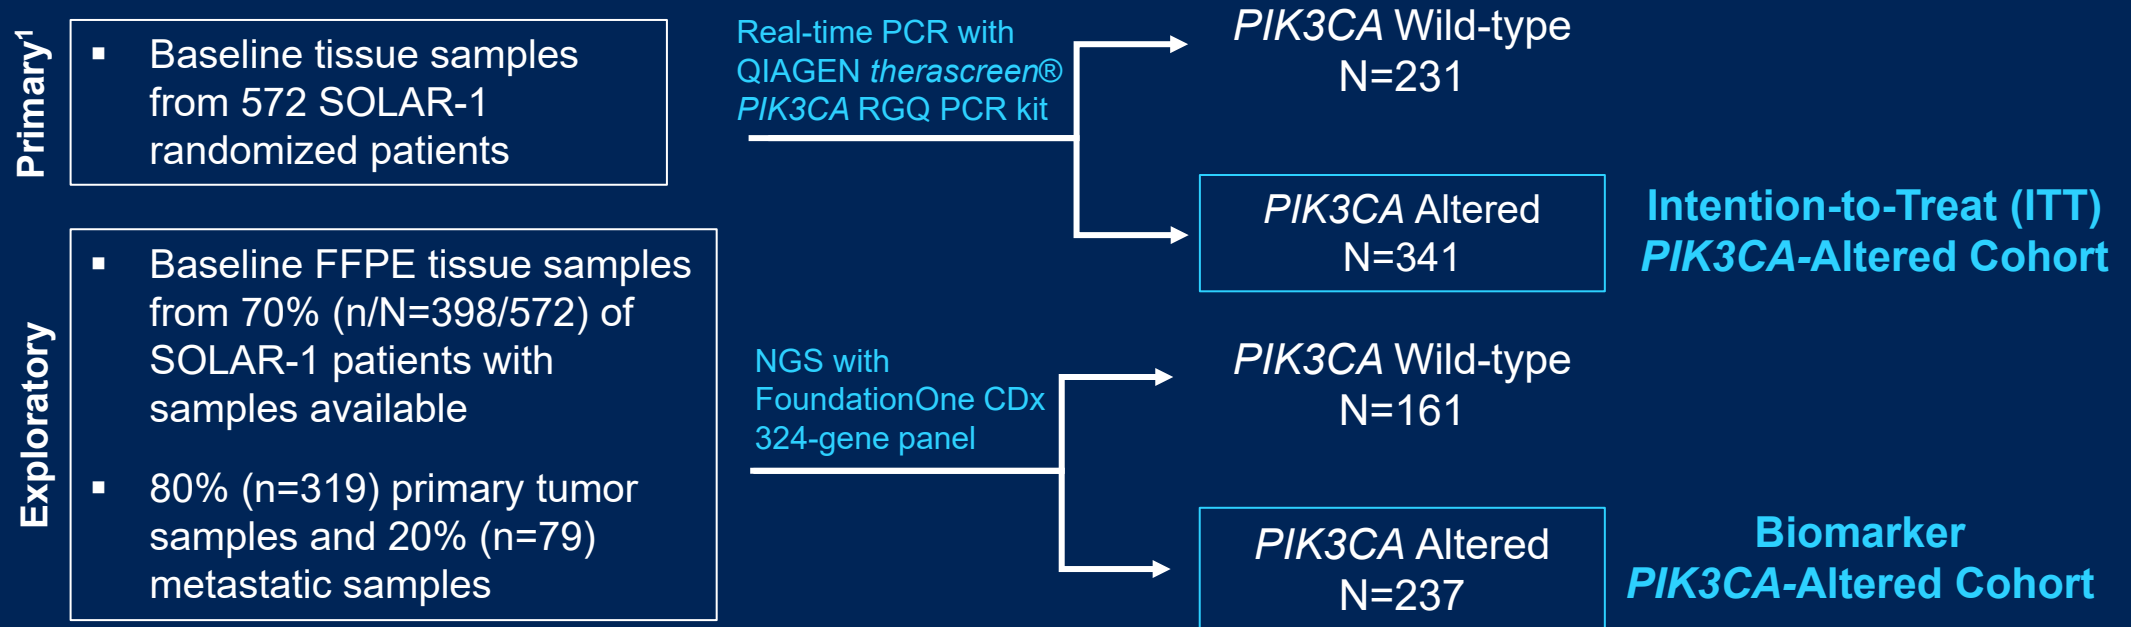 Primary1
▪ Baseline tissue samples
from 572 SOLAR-1
randomized patients
Real-time PCR with
QIAGEN therascreen®
PIK3CA RGQ PCR kit
PIK3CA Wild-type
N=231
PIK3CA Altered
N=341
Intention-to-Treat (ITT)
PIK3CA-Altered Cohort
Exploratory
▪ Baseline FFPE tissue samples
from 70% (n/N=398/572) of
SOLAR-1 patients with
samples available
▪ 80% (n=319) primary tumor
samples and 20% (n=79)
metastatic samples
NGS with
FoundationOne CDx
324-gene panel
PIK3CA Wild-type
N=161
PIK3CA Altered
N=237
Biomarker
PIK3CA-Altered Cohort